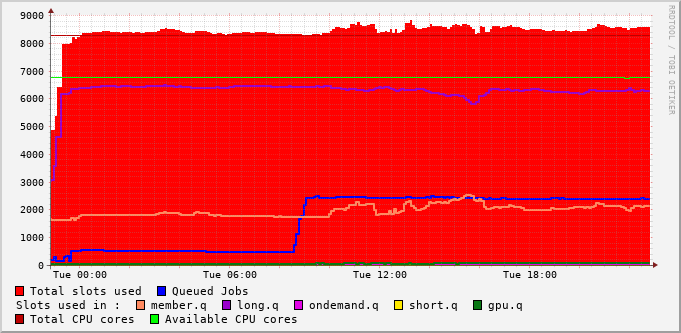 9000
8000
7000
6000
5000
4000
3000
2000
1000
0
Tue 00:00 Tue 06:00 Tue 12:00 Tue 18:00
RRDTOOL / TOBI OETIKER
Total slots used Queued Jobs
Slots used in : member.q long.q ondemand.q short.q gpu.q
Total CPU cores Available CPU cores